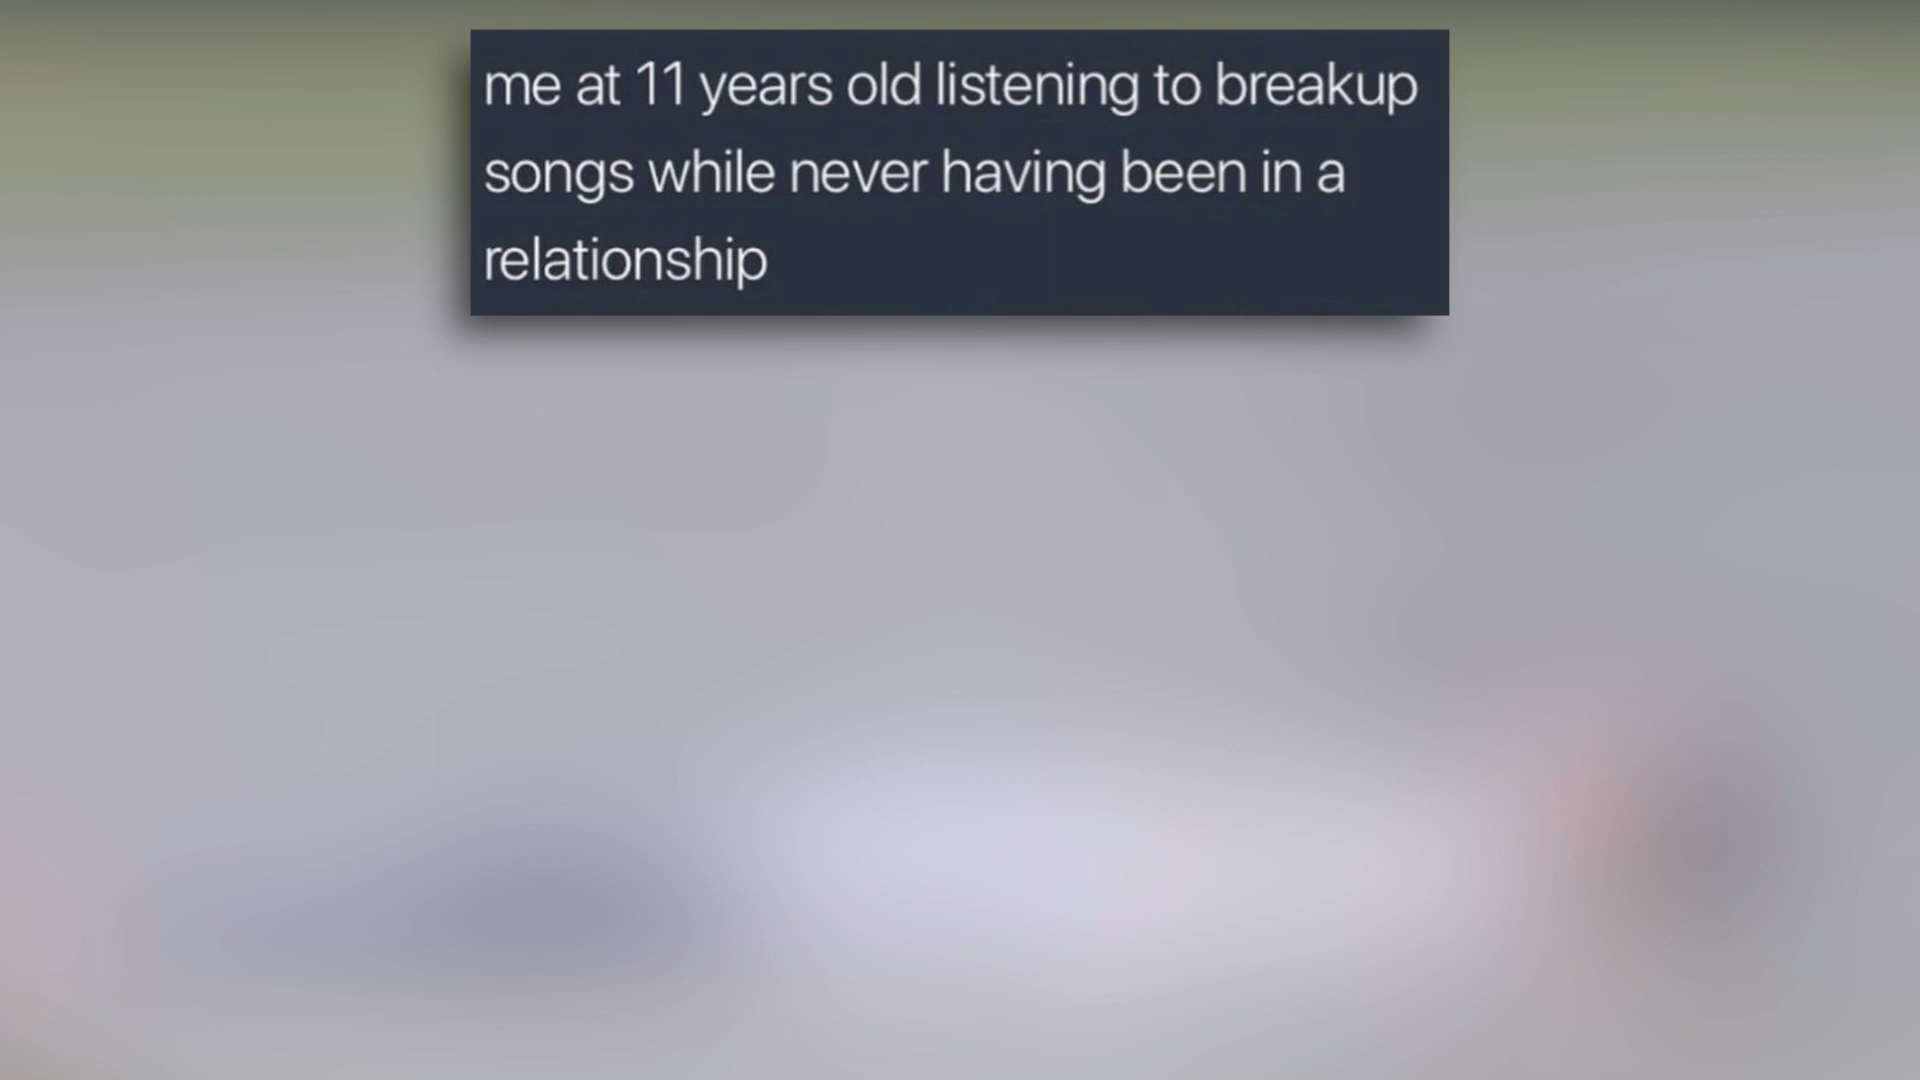 me at 11 years old listening to breakup
songs while never having been in a
relationship